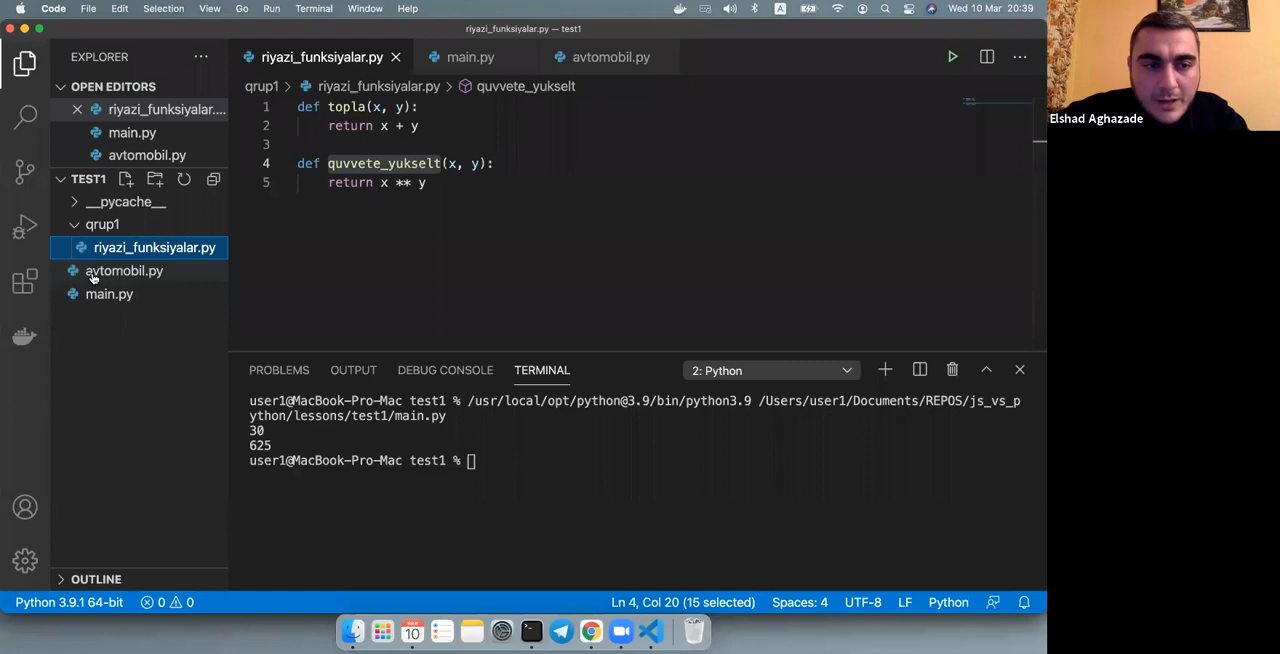 Code File Edit Selection View Go Run Terminal Window Help A Wed 10 Mar 20:39
riyazi_funksiyalar.py — test1
EXPLORER
OPEN EDITORS
riyazi_funksiyalar....
main.py
avtomobil.py
TEST1
__pycache__
qrup1
riyazi_funksiyalar.py
avtomobil.py
main.py
OUTLINE
riyazi_funksiyalar.py main.py avtomobil.py
qrup1 riyazi_funksiyalar.py quvvete_yukselt
1 def topla(x, y):
2 return x + y
3
4 def quvvete_yukselt(x, y):
5 return x ** y
PROBLEMS OUTPUT DEBUG CONSOLE TERMINAL 2: Python
user1@MacBook-Pro-Mac test1 % /usr/local/opt/python@3.9/bin/python3.9 /Users/user1/Documents/REPOS/js_vs_p
ython/lessons/test1/main.py
30
625
user1@MacBook-Pro-Mac test1 %
Python 3.9.1 64-bit 0 0 Ln 4, Col 20 (15 selected) Spaces: 4 UTF-8 LF Python
MAR
10
Elshad Aghazade